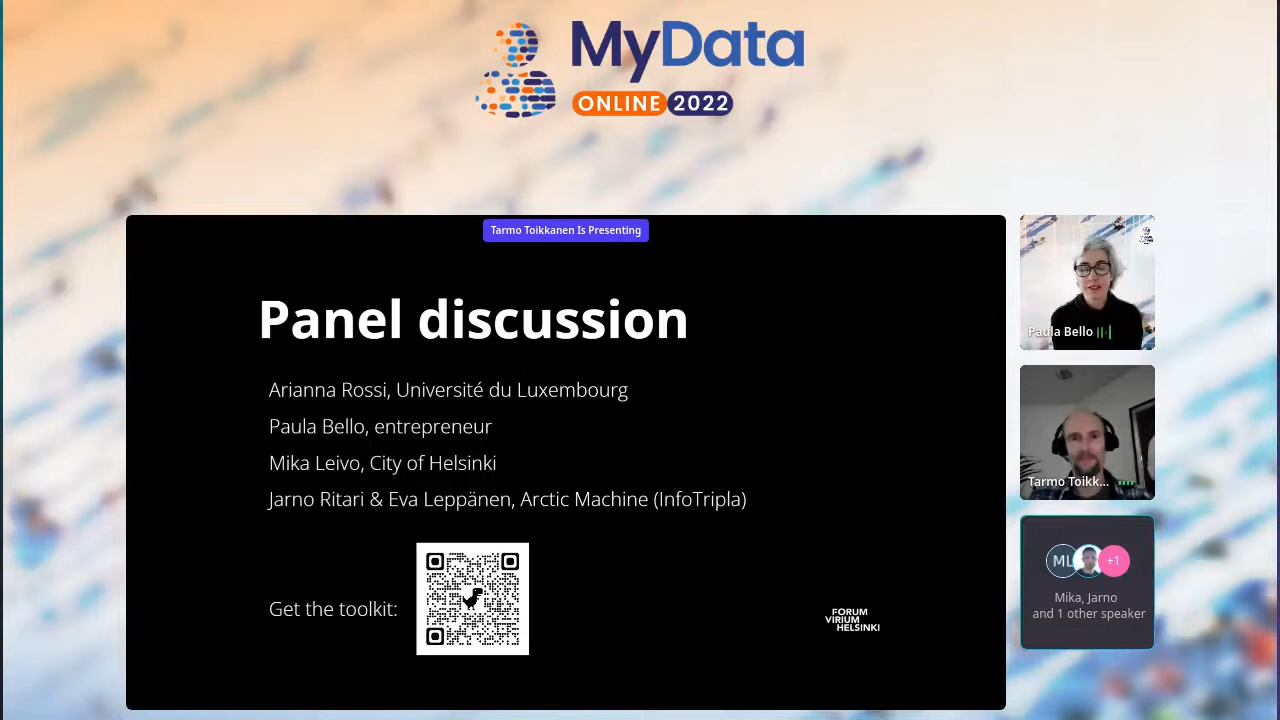 MyData
ONLINE 2022
Tarmo Toikkanen Is Presenting
Panel discussion
Arianna Rossi, Université du Luxembourg
Paula Bello, entrepreneur
Mika Leivo, City of Helsinki
Jarno Ritari & Eva Leppänen, Arctic Machine (InfoTripla)
Get the toolkit:
FORUM
VIRIUM
HELSINKI
Paula Bello
Tarmo Toikk...
ML
+1
Mika, Jarno
and 1 other speaker